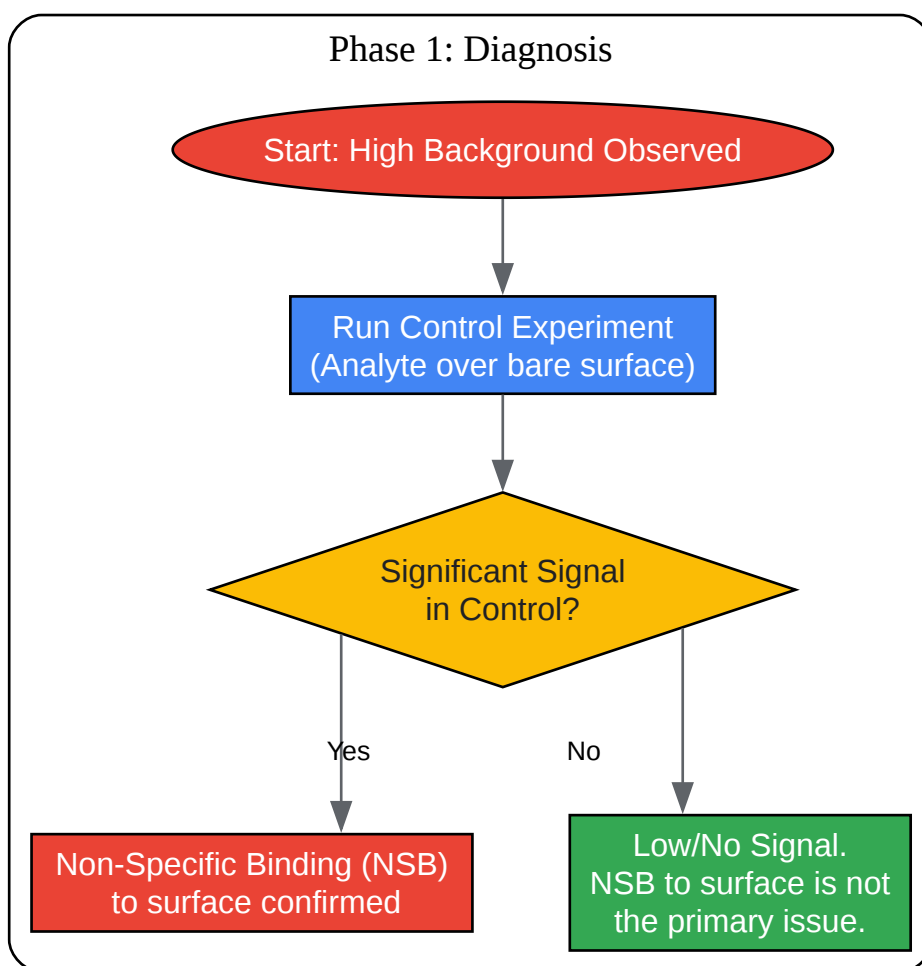 Phase 1: Diagnosis
Start: High Background Observed
Run Control Experiment
(Analyte over bare surface)
Significant Signal
in Control?
Yes
No
Non-Specific Binding (NSB)
to surface confirmed
Low/No Signal.
NSB to surface is not
the primary issue.